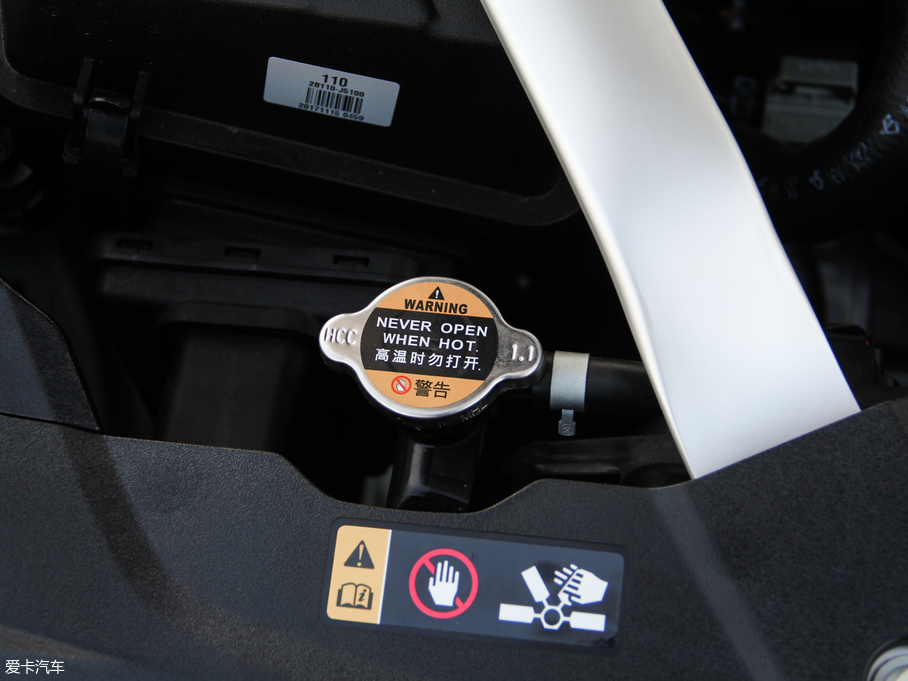 110
28110-J5100
20171115 0459
WARNING
NEVER OPEN
WHEN HOT.
高温时勿打开.
警告
HCC
1.1
爱卡汽车